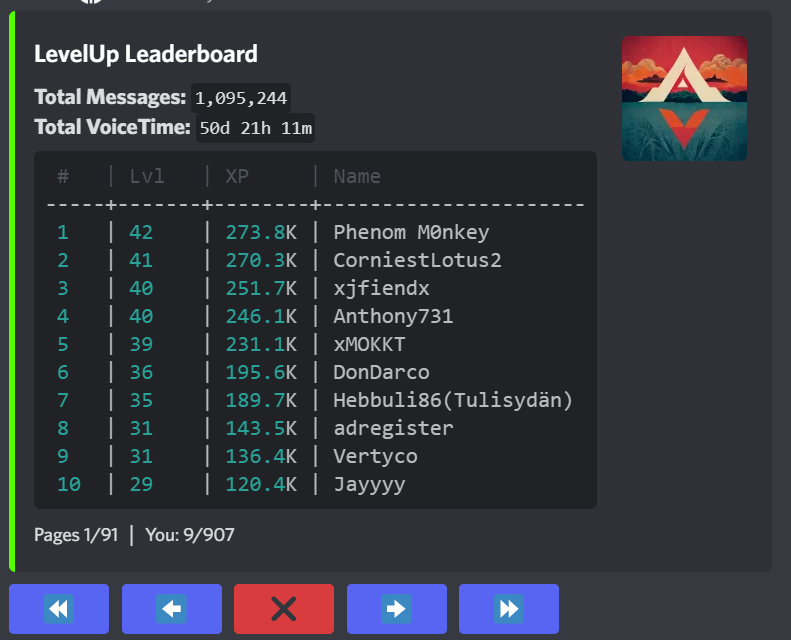 LevelUp Leaderboard
Total Messages: 1,095,244
Total VoiceTime: 50d 21h 11m
# | Lvl | XP | Name
-----+-------+--------+----------------------
1 | 42 | 273.8K | Phenom M0nkey
2 | 41 | 270.3K | CorniestLotus2
3 | 40 | 251.7K | xjfiendx
4 | 40 | 246.1K | Anthony731
5 | 39 | 231.1K | xMOKKT
6 | 36 | 195.6K | DonDarco
7 | 35 | 189.7K | Hebbuli86(Tulisydän)
8 | 31 | 143.5K | adregister
9 | 31 | 136.4K | Vertyco
10 | 29 | 120.4K | Jayyyy
Pages 1/91 | You: 9/907